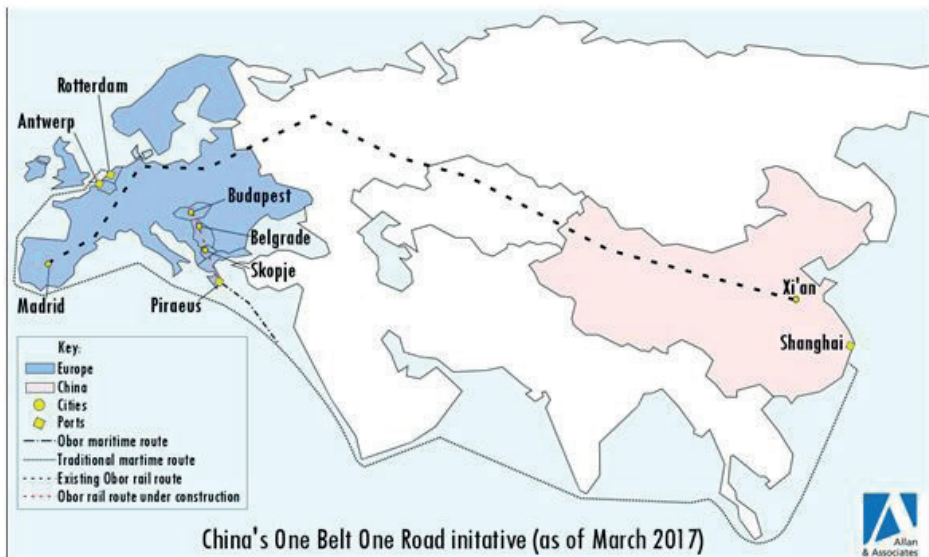 Rotterdam
Antwerp
Budapest
Belgrade
Skopje
Madrid
Piraeus
Xi'an
Shanghai
Key:
Europe
China
Cities
Ports
Obor maritime route
Traditional martime route
Existing Obor rail route
Obor rail route under construction
China's One Belt One Road initative (as of March 2017)
Allan
& Associates